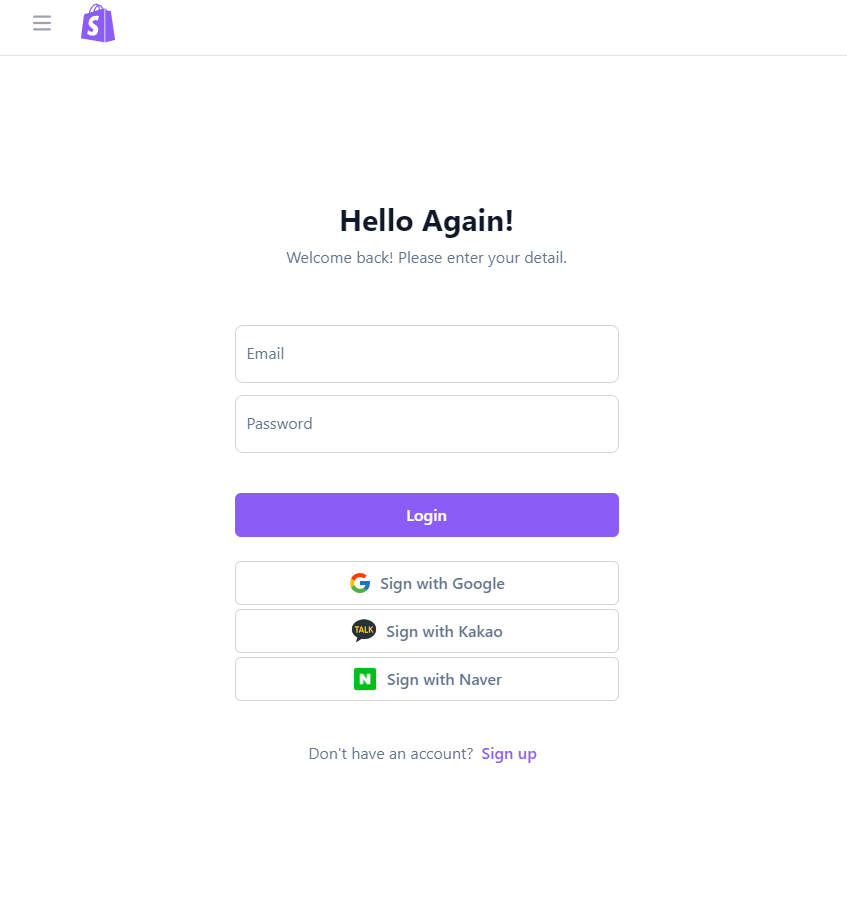 S
Hello Again!
Welcome back! Please enter your detail.
Email
Password
Login
Sign with Google
TALK
Sign with Kakao
N
Sign with Naver
Don't have an account? Sign up